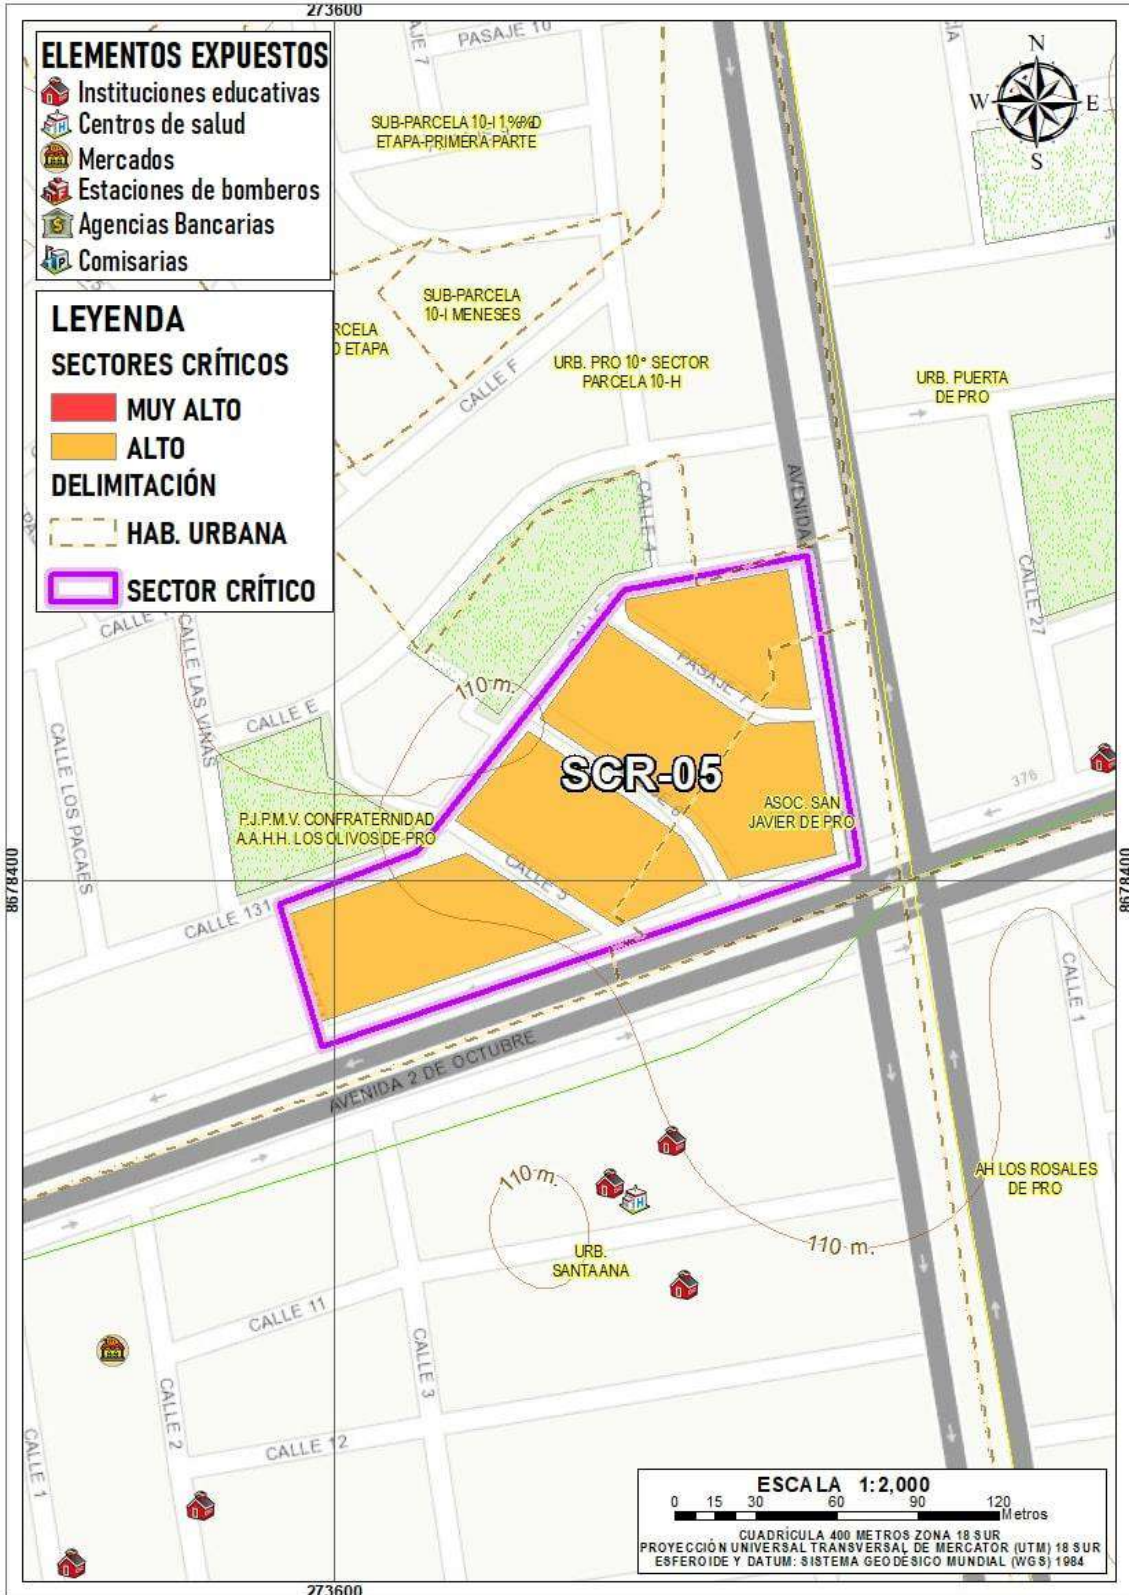 273600
ELEMENTOS EXPUESTOS
Instituciones educativas
Centros de salud
Mercados
Estaciones de bomberos
Agencias Bancarias
Comisarias
LEYENDA
SECTORES CRÍTICOS
MUY ALTO
ALTO
DELIMITACIÓN
HAB. URBANA
SECTOR CRÍTICO
N
W
E
S
AJE 7
PASAJE 10
SUB-PARCELA 10-I 1%%D
ETAPA-PRIMERA PARTE
SUB-PARCELA
10-I MENESES
RCELA
D ETAPA
CALLE F
URB. PRO 10° SECTOR
PARCELA 10-H
URB. PUERTA
DE PRO
AVENIDA
CALLE 4
CALLE 27
CALLE
CALLE LAS VIÑAS
CALLE E
CALLE LOS PACAES
110 m.
PASAJE
SCR-05
ASOC. SAN
JAVIER DE PRO
376
P.J.P.M.V. CONFRATERNIDAD
A.A.H.H. LOS OLIVOS DE PRO
CALLE 5
CALLE 131
8678400
8678400
CALLE 1
AVENIDA 2 DE OCTUBRE
AH LOS ROSALES
DE PRO
110 m.
110 m.
URB.
SANTA ANA
CALLE 11
CALLE 3
CALLE 2
CALLE 12
CALLE 1
ESCALA 1:2,000
0 15 30 60 90 120
Metros
CUADRÍCULA 400 METROS ZONA 18 SUR
PROYECCIÓN UNIVERSAL TRANSVERSAL DE MERCATOR (UTM) 18 SUR
ESFEROIDE Y DATUM: SISTEMA GEODÉSICO MUNDIAL (WGS) 1984
273600